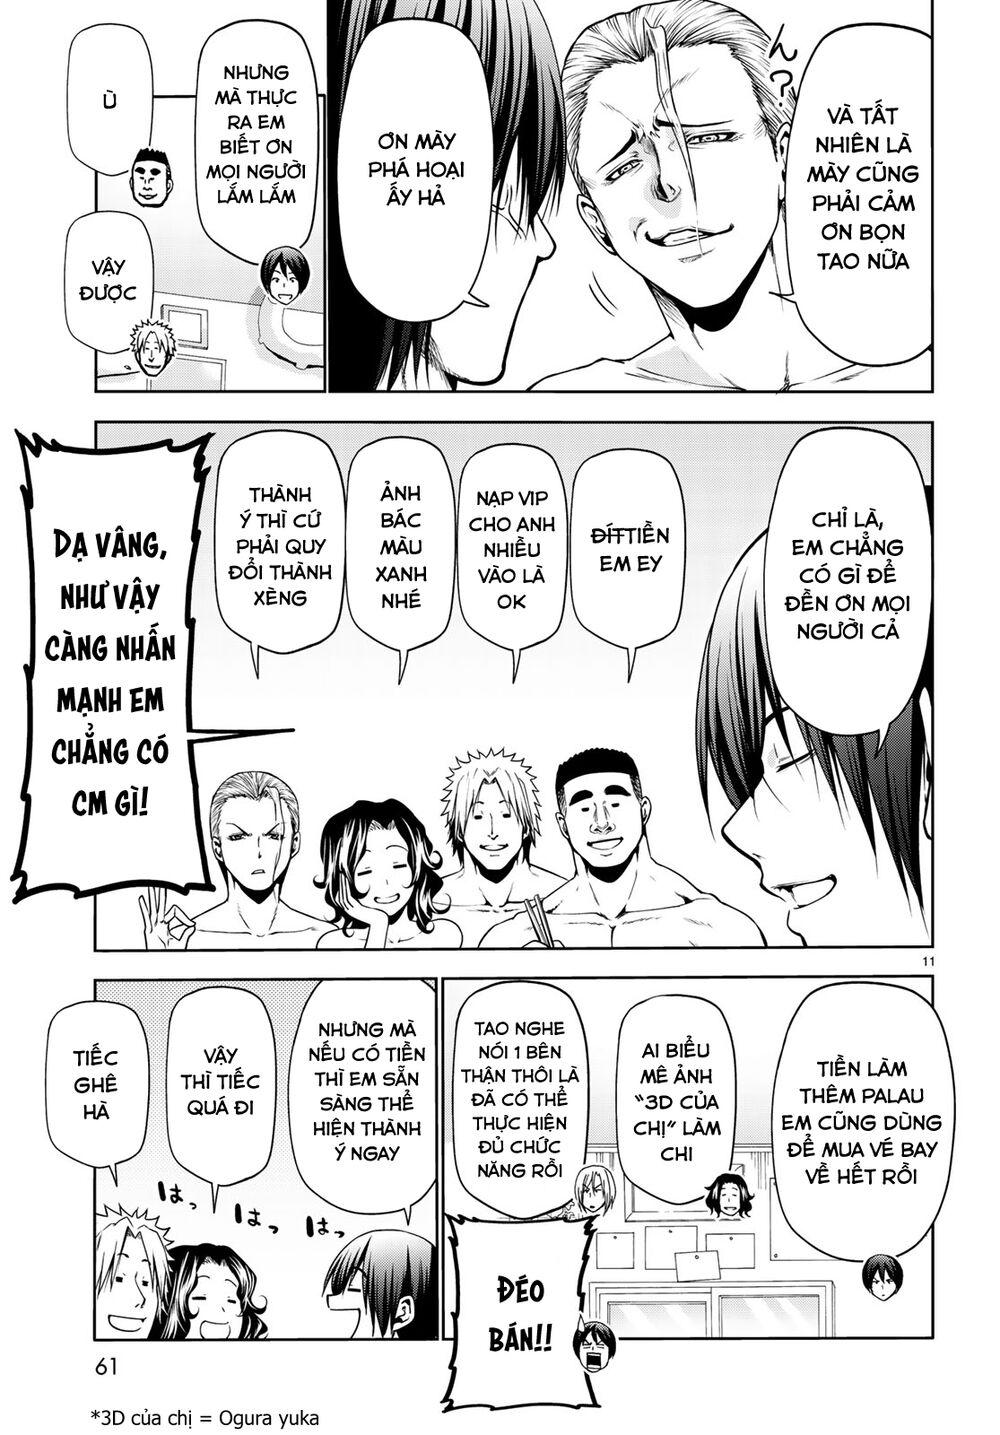 VÀ TẤT
NHIÊN LÀ
MÀY CŨNG
PHẢI CẢM
ƠN BỌN
TAO NỮA
ん?
ƠN MÀY
PHÁ HOẠI
ẤY HẢ
NHƯNG
MÀ THỰC
RA EM
BIẾT ƠN
MỌI NGƯỜI
LẮM LẮM
Ù
VẬY
ĐƯỢC
CHỈ LÀ,
EM CHẲNG
CÓ GÌ ĐỂ
ĐỀN ƠN MỌI
NGƯỜI CẢ
ĐÍTTIỀN
EM EY
NẠP VIP
CHO ANH
NHIỀU
VÀO LÀ
OK
ẢNH
BÁC
MÀU
XANH
NHÉ
THÀNH
Ý THÌ CỨ
PHẢI QUY
ĐỔI THÀNH
XÈNG
DẠ VÂNG,
NHƯ VẬY
CÀNG NHẤN
MẠNH EM
CHẲNG CÓ
CM GÌ!
11
TIỀN LÀM
THÊM PALAU
EM CŨNG DÙNG
ĐỂ MUA VÉ BAY
VỀ HẾT RỒI
AI BIỂU
MÊ ẢNH
“3D CỦA
CHỊ” LÀM
CHI
TAO NGHE
NÓI 1 BÊN
THẬN THÔI LÀ
ĐÃ CÓ THỂ
THỰC HIỆN
ĐỦ CHỨC
NĂNG RỒI
ĐÉO
BÁN!!
NHƯNG MÀ
NẾU CÓ TIỀN
THÌ EM SẴN
SÀNG THỂ
HIỆN THÀNH
Ý NGAY
VẬY
THÌ TIẾC
QUÁ ĐI
TIẾC
GHÊ
HÀ
はっ
はっ
はっ
61
*3D của chị = Ogura yuka